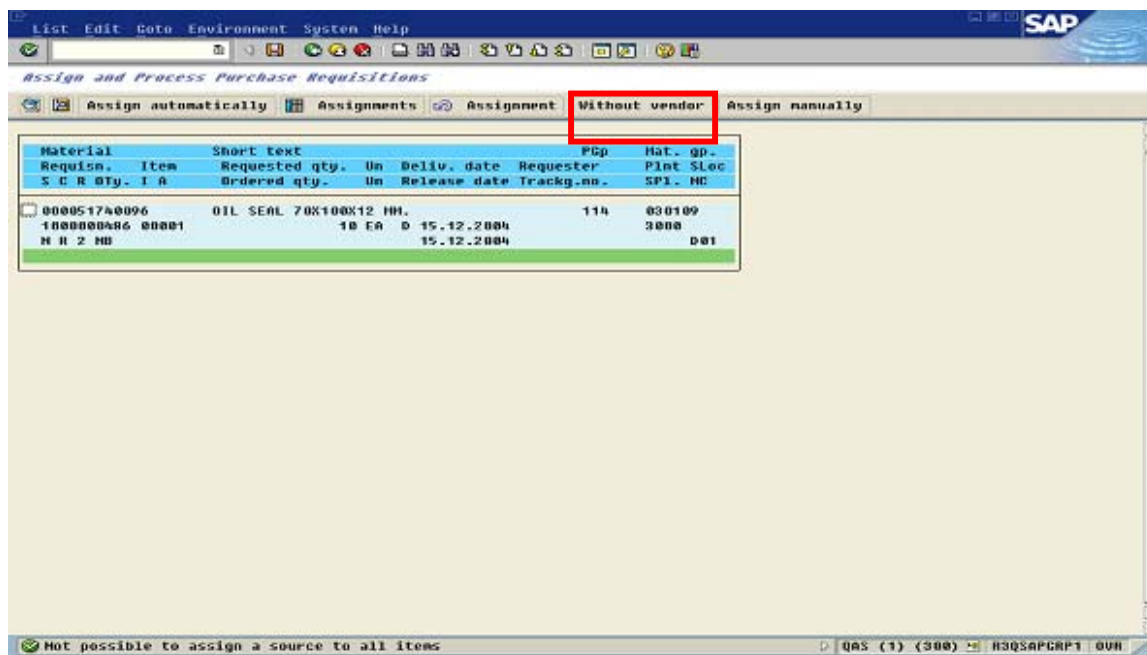 List Edit Goto Environment System Help
SAP
Assign and Process Purchase Requisitions
Assign automatically Assignments Assignment Without vendor Assign manually
Material Short text PGp Mat. gp.
Requisn. Item Requested qty. Un Deliv. date Requester Plnt SLoc
S C R DTy. I A Ordered qty. Un Release date Trackg.no. SPl. MC
000051740096 OIL SEAL 70X100X12 MM. 114 030109
1000000486 00001 10 EA D 15.12.2004 3000
N R 2 NB 15.12.2004 D01
Not possible to assign a source to all items QAS (1) (300) R3QSAPGRP1 OVR